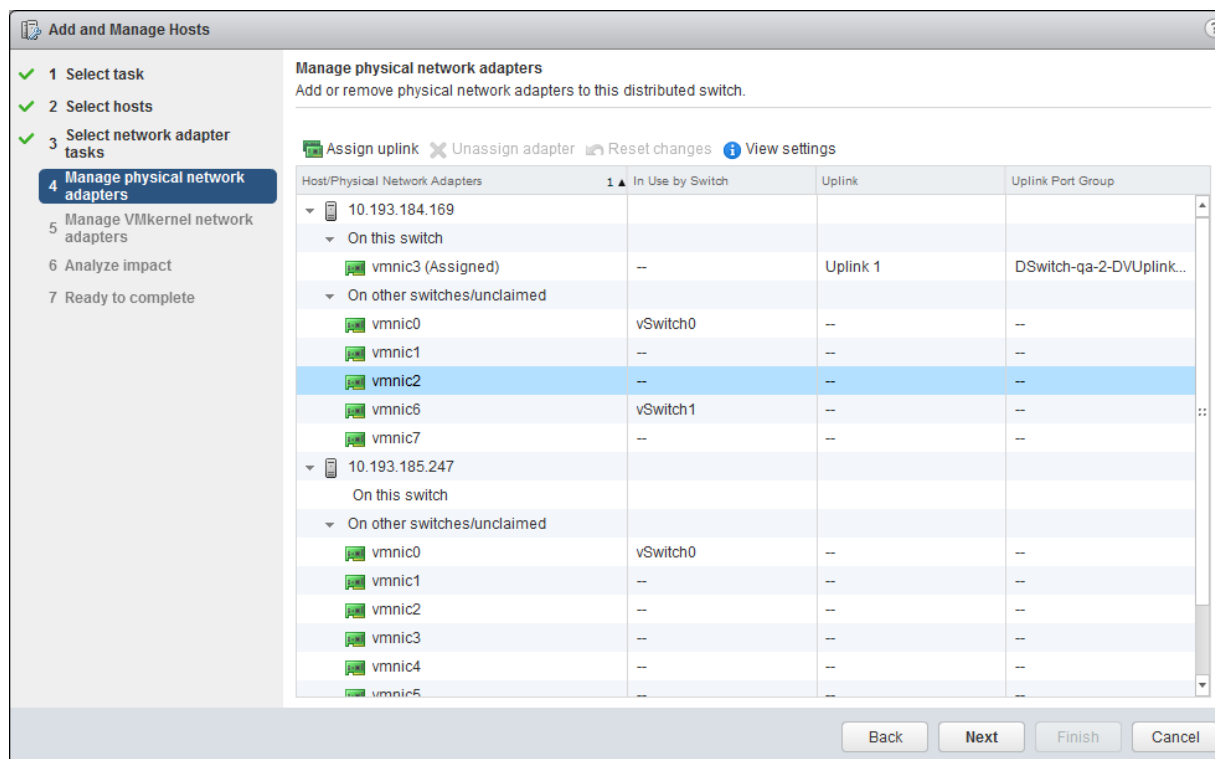 Add and Manage Hosts
1 Select task
2 Select hosts
3 Select network adapter
tasks
4 Manage physical network
adapters
5 Manage VMkernel network
adapters
6 Analyze impact
7 Ready to complete
Manage physical network adapters
Add or remove physical network adapters to this distributed switch.
Assign uplink Unassign adapter Reset changes View settings
Host/Physical Network Adapters 1 ▲ In Use by Switch Uplink Uplink Port Group
10.193.184.169
On this switch
vmnic3 (Assigned) -- Uplink 1 DSwitch-qa-2-DVUplink...
On other switches/unclaimed
vmnic0 vSwitch0 -- --
vmnic1 -- -- --
vmnic2 -- -- --
vmnic6 vSwitch1 -- --
vmnic7 -- -- --
10.193.185.247
On this switch
On other switches/unclaimed
vmnic0 vSwitch0 -- --
vmnic1 -- -- --
vmnic2 -- -- --
vmnic3 -- -- --
vmnic4 -- -- --
vmnic5 -- -- --
Back Next Finish Cancel